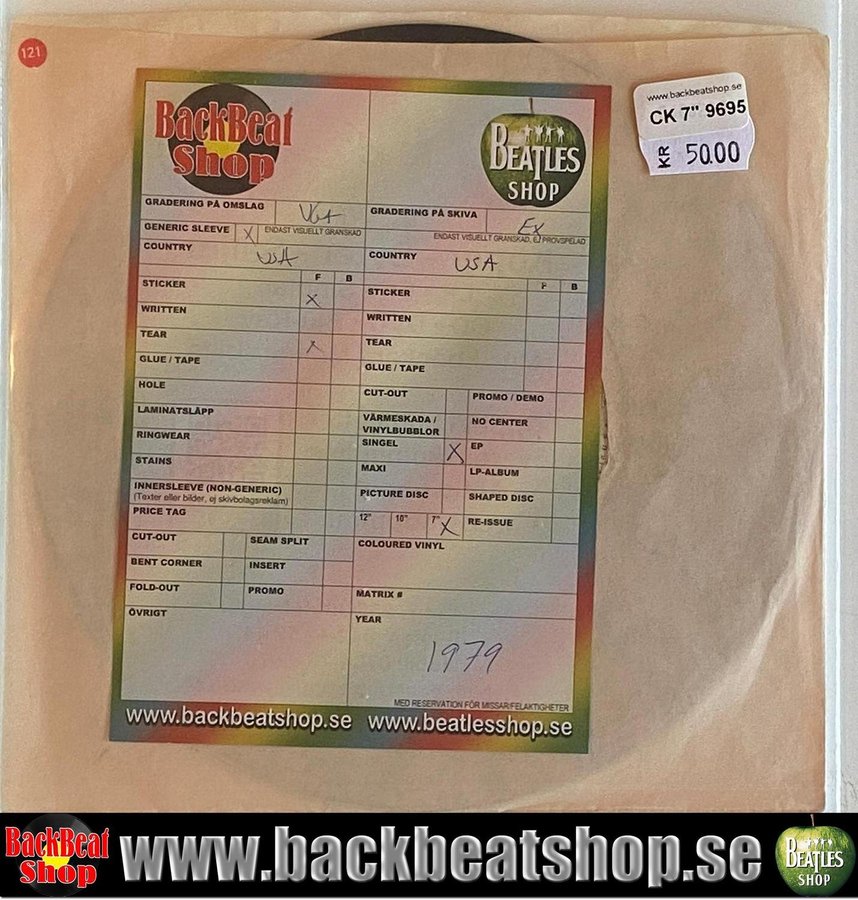 121
www.backbeatshop.se
CK 7" 9695
KR 50.00
BackBeat
Shop
BEATLES
SHOP
GRADERING PÅ OMSLAG VG+
GRADERING PÅ SKIVA Ex
GENERIC SLEEVE X ENDAST VISUELLT GRANSKAD
ENDAST VISUELLT GRANSKAD, EJ PROVSPELAD
COUNTRY USA
COUNTRY USA
F B
F B
STICKER X
WRITTEN
TEAR X
GLUE / TAPE
HOLE
LAMINATSLÄPP
RINGWEAR
STAINS
INNERSLEEVE (NON-GENERIC)
(Texter eller bilder, ej skivbolagsreklam)
PRICE TAG
CUT-OUT SEAM SPLIT
BENT CORNER INSERT
FOLD-OUT PROMO
ÖVRIGT
STICKER
WRITTEN
TEAR
GLUE / TAPE
CUT-OUT PROMO / DEMO
VÄRMESKADA / NO CENTER
VINYLBUBBLOR
SINGEL X EP
MAXI LP-ALBUM
PICTURE DISC SHAPED DISC
12" 10" 7" X RE-ISSUE
COLOURED VINYL
MATRIX #
YEAR
1979
MED RESERVATION FÖR MISSAR/FELAKTIGHETER
www.backbeatshop.se www.beatlesshop.se
BackBeat
Shop
www.backbeatshop.se
BEATLES
SHOP